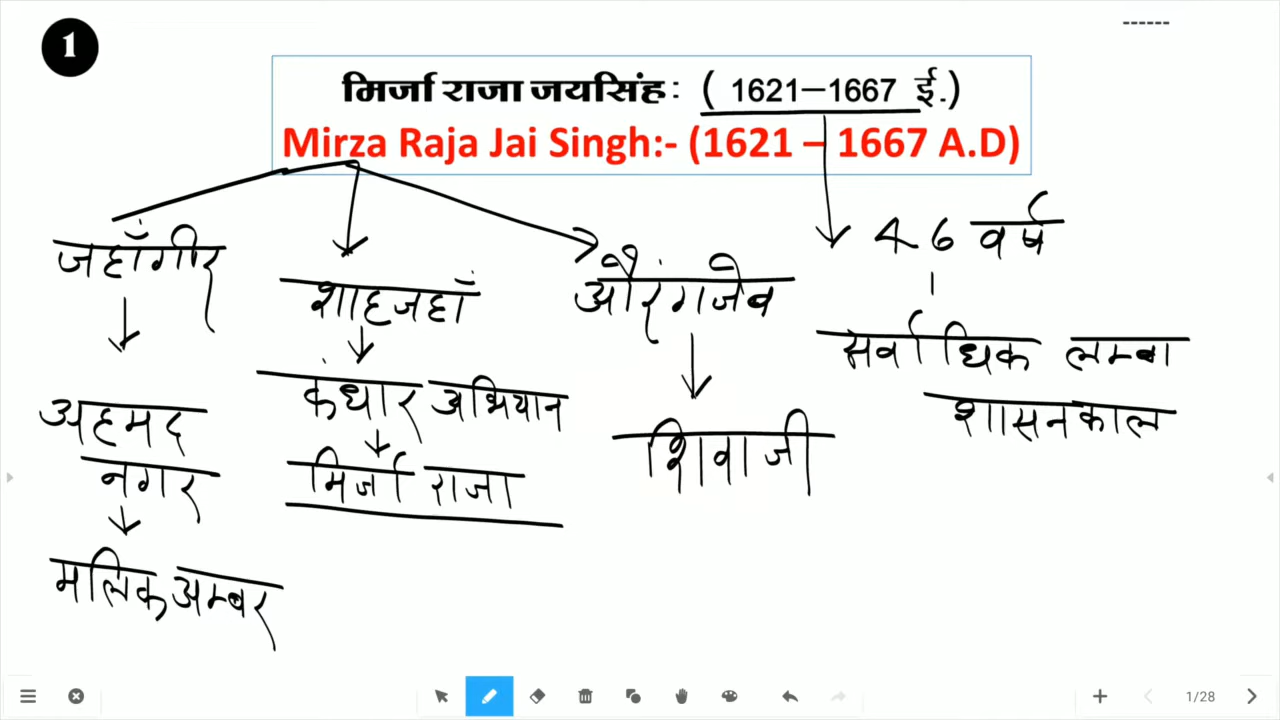 1
------
मिर्जा राजा जयसिंहः ( 1621–1667 ई.)
Mirza Raja Jai Singh:- (1621 – 1667 A.D)
जहाँगीर
अहमद
नगर
मलिक अम्बर
शाहजहाँ
कंधार अभियान
मिर्जा राजा
औरंगजेब
शिवाजी
46 वर्ष
सर्वाधिक लम्बा
शासनकाल
1/28